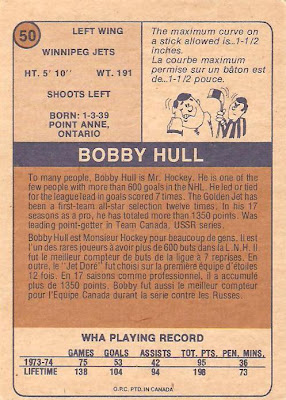 50
LEFT WING
WINNIPEG JETS
HT. 5' 10" WT. 191
SHOOTS LEFT
BORN: 1-3-39
POINT ANNE,
ONTARIO
The maximum curve on
a stick allowed is...1-1/2
inches.
La courbe maximum
permise sur un bâton est
de...1-1/2 pouce.
BOBBY HULL
To many people, Bobby Hull is Mr. Hockey. He is one of the
few people with more than 600 goals in the NHL. He led or tied
for the league lead in goals scored 7 times. The Golden Jet has
been a first-team all-star selection twelve times. In his 17
seasons as a pro, he has totaled more than 1350 points. Was
leading point-getter in Team Canada, USSR series.
Bobby Hull est Monsieur Hockey pour beaucoup de gens. Il est
l'un des rares joueurs à avoir plus de 600 buts dans la L.N.H. Il
fut le meilleur compteur de buts de la ligue à 7 reprises. En
outre, le "Jet Doré" fut choisi sur la première équipe d'étoiles
12 fois. En 17 saisons comme professionnel, il a accumulé
plus de 1350 points. Bobby fut aussi le meilleur compteur
pour l'Equipe Canada durant la serie contre les Russes.
WHA PLAYING RECORD
GAMES GOALS ASSISTS TOT. PTS. PEN. MINS.
1973-74 75 53 42 95 36
LIFETIME 138 104 94 198 73
O.P.C. PTD. IN CANADA